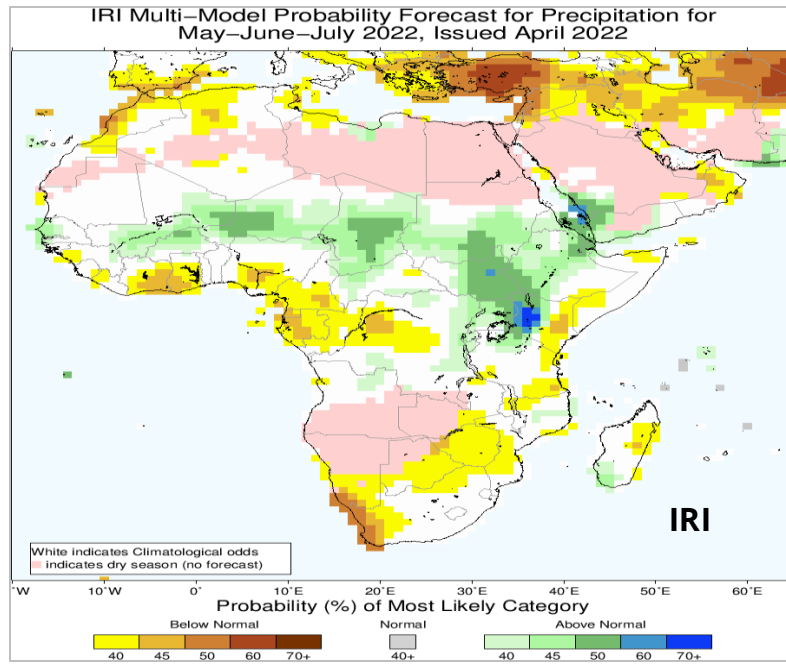 IRI Multi-Model Probability Forecast for Precipitation for
May-June-July 2022, Issued April 2022
IRI
White indicates Climatological odds
indicates dry season (no forecast)
°W 10°W 0° 10°E 20°E 30°E 40°E 50°E 60°E
Probability (%) of Most Likely Category
Below Normal Normal Above Normal
40 45 50 60 70+ 40+ 40 45 50 60 70+